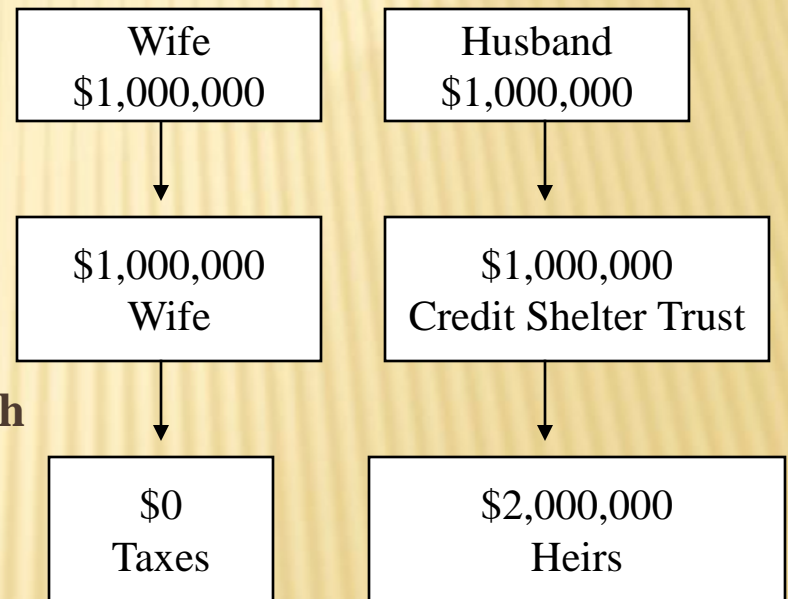 Wife
$1,000,000
Husband
$1,000,000
$1,000,000
Wife
$1,000,000
Credit Shelter Trust
h
$0
Taxes
$2,000,000
Heirs